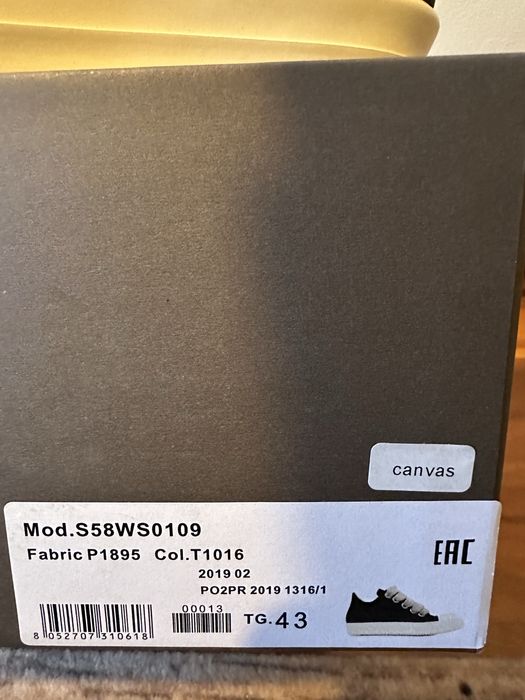 canvas
Mod.S58WS0109
Fabric P1895 Col.T1016
EAC
2019 02
PO2PR 2019 1316/1
00013
TG. 43
8 052707 310618